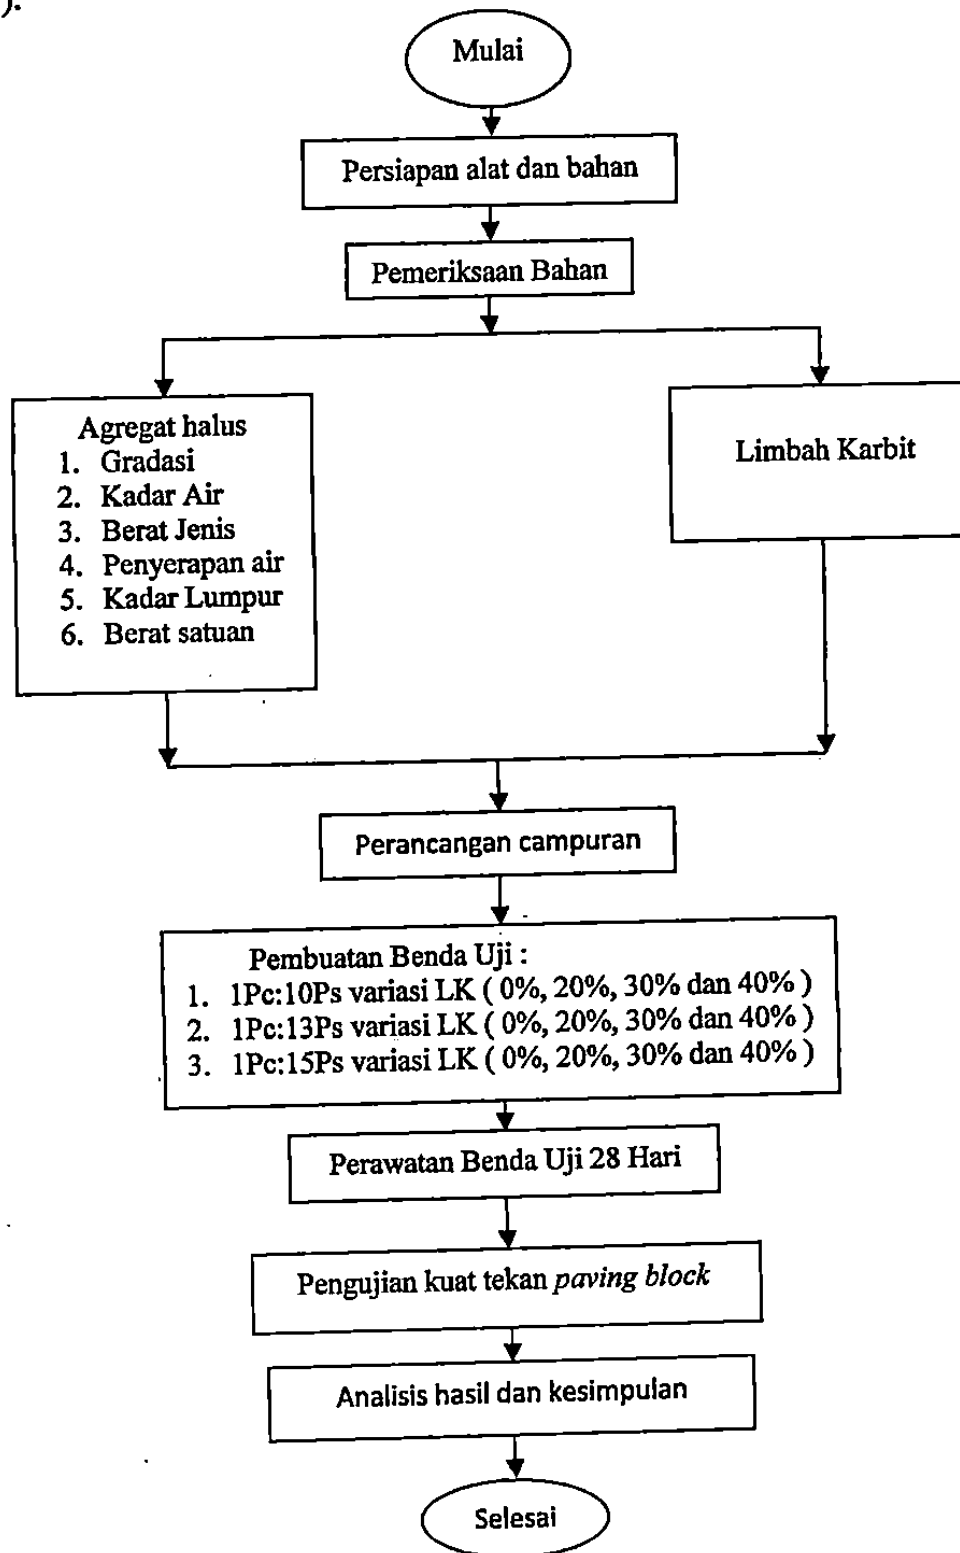 ).
Mulai
Persiapan alat dan bahan
Pemeriksaan Bahan
Agregat halus
1. Gradasi
2. Kadar Air
3. Berat Jenis
4. Penyerapan air
5. Kadar Lumpur
6. Berat satuan
Limbah Karbit
Perancangan campuran
Pembuatan Benda Uji :
1. 1Pc:10Ps variasi LK ( 0%, 20%, 30% dan 40% )
2. 1Pc:13Ps variasi LK ( 0%, 20%, 30% dan 40% )
3. 1Pc:15Ps variasi LK ( 0%, 20%, 30% dan 40% )
Perawatan Benda Uji 28 Hari
Pengujian kuat tekan paving block
Analisis hasil dan kesimpulan
Selesai